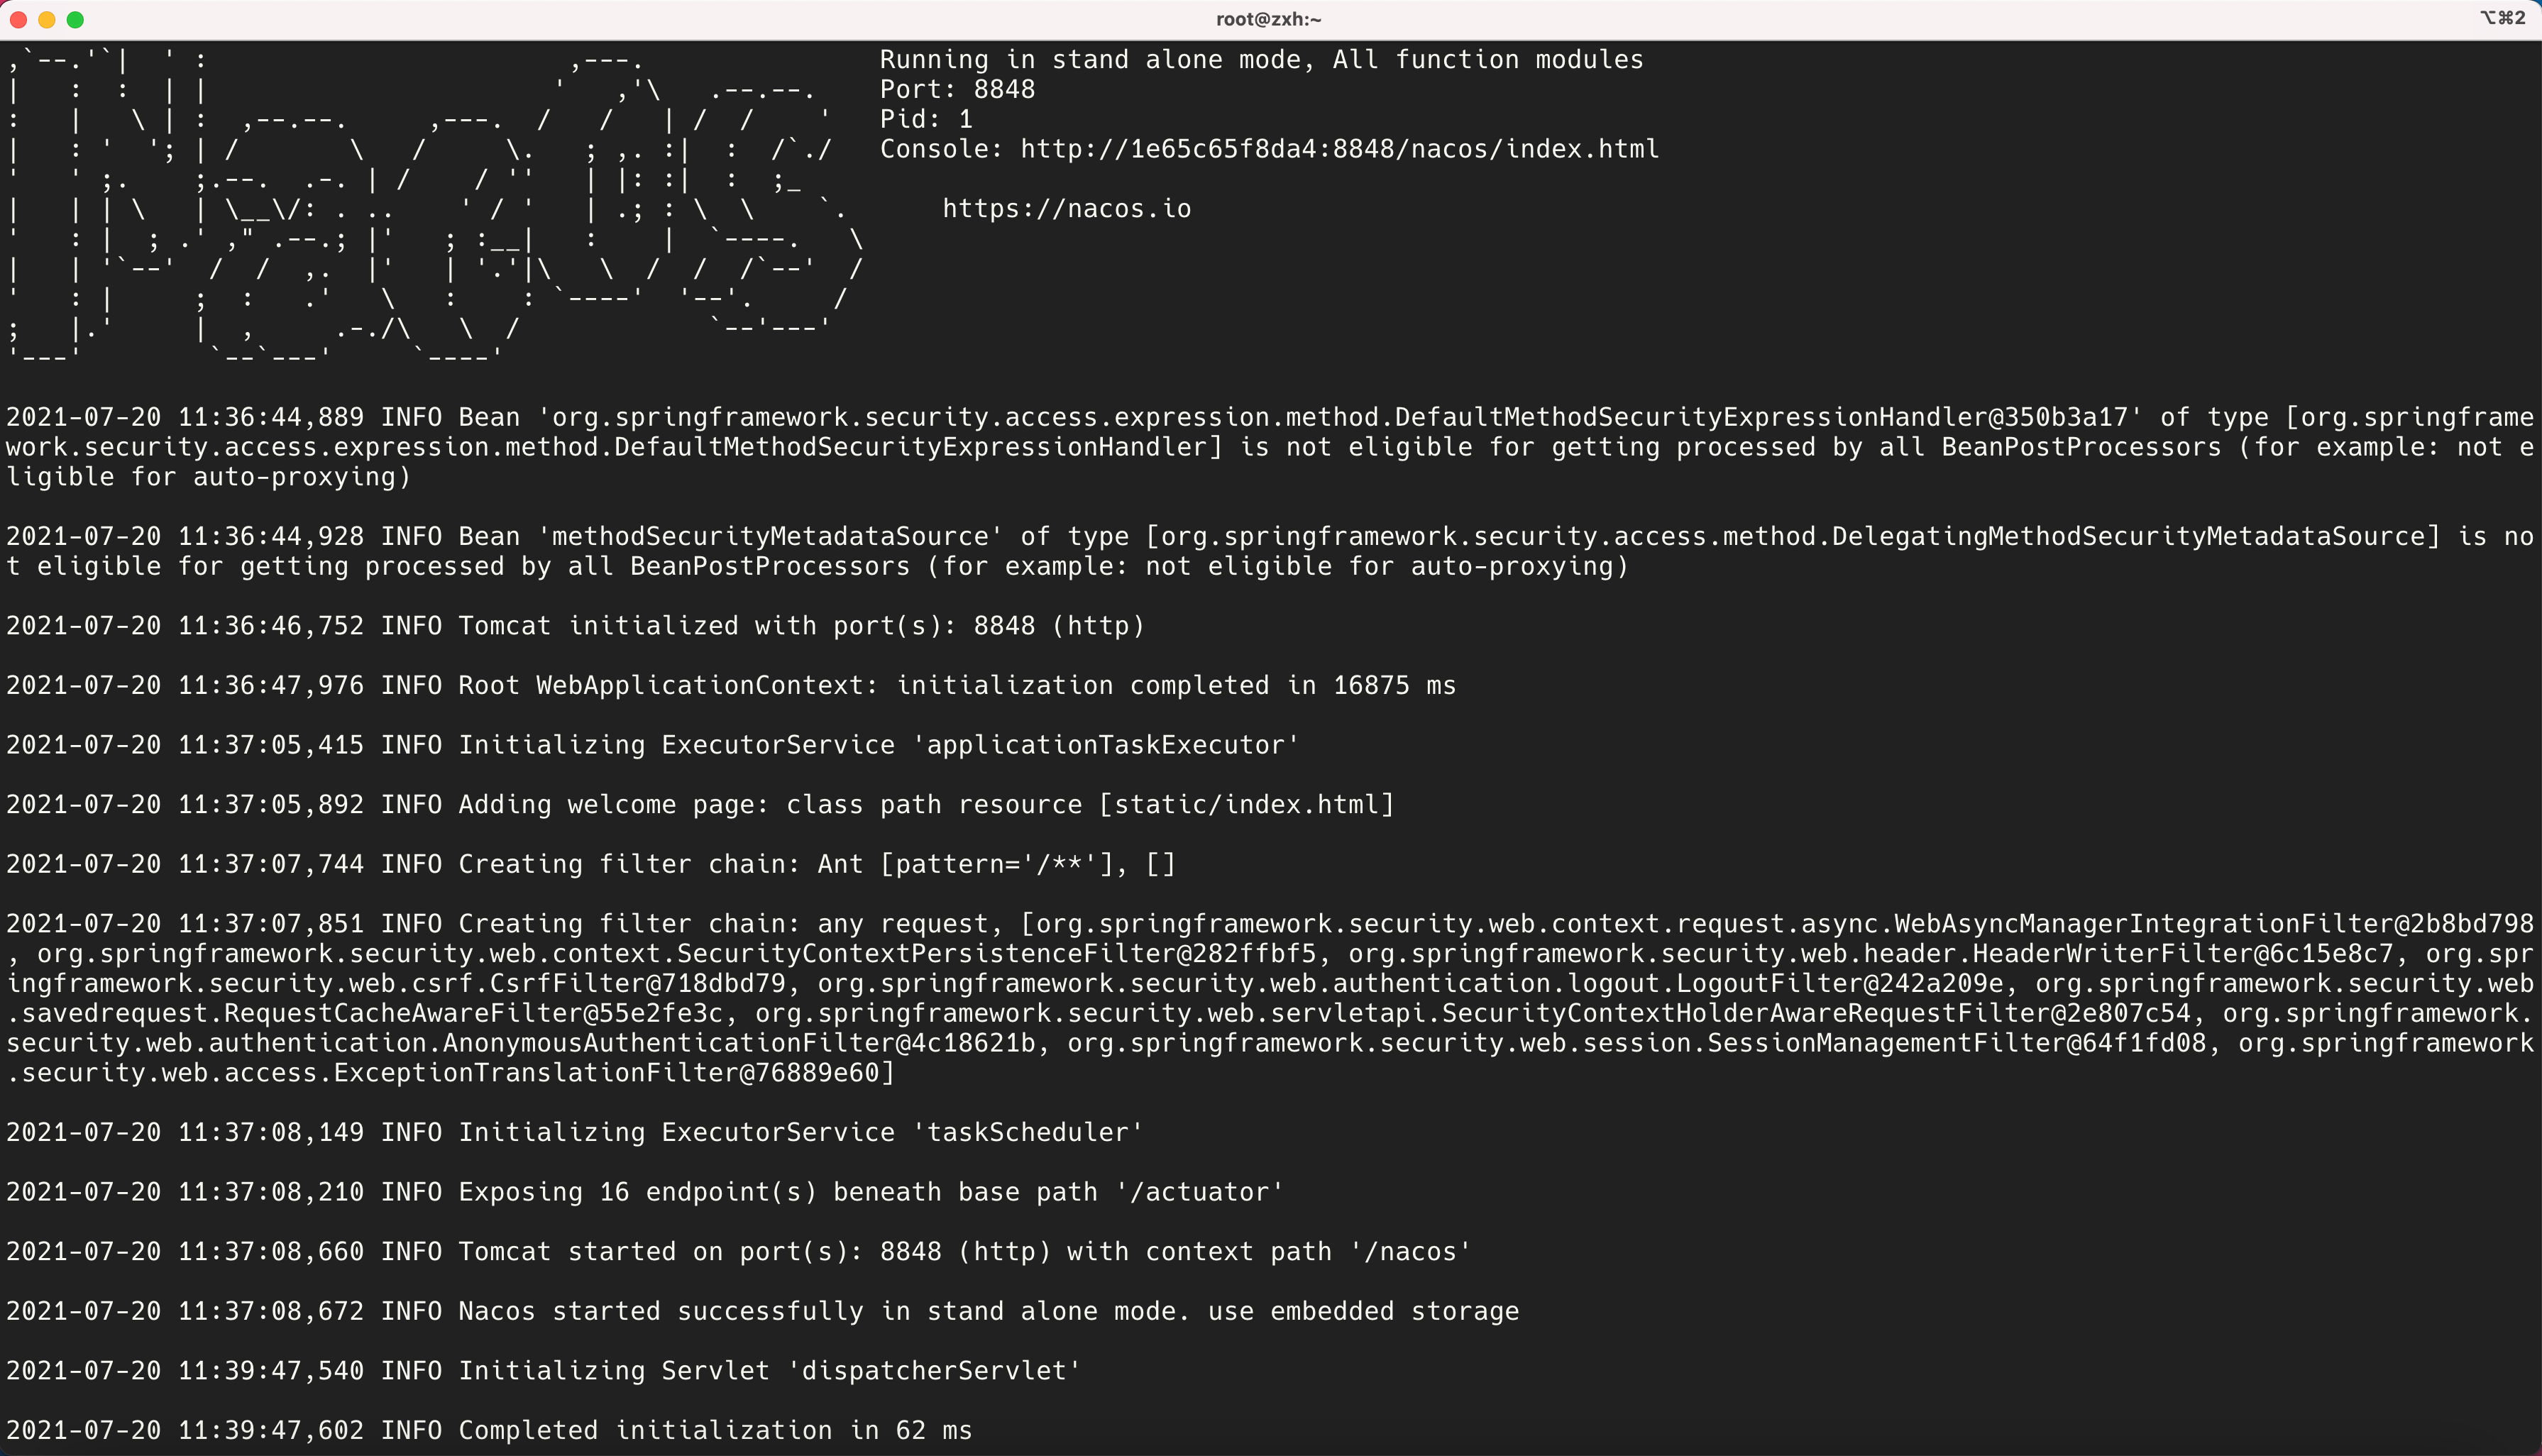 root@zxh:~
⌥⌘2
,`--.'`|  ' :                       ,---.               Running in stand alone mode, All function modules
|   :  :  | |                      '   ,'\   .--.--.    Port: 8848
:   |   \ | :  ,--.--.     ,---.  /   /   | /  /    '   Pid: 1
|   : '  '; | /       \   /     \.   ; ,. :|  :  /`./   Console: http://1e65c65f8da4:8848/nacos/index.html
'   ' ;.    ;.--.  .-. | /    / ''   | |: :|  :  ;_
|   | | \   | \__\/: . ..    ' / '   | .; : \  \    `.      https://nacos.io
'   : |  ; .' ," .--.; |'   ; :__|   :    |  `----.   \
|   | '`--'  /  /  ,.  |'   | '.'|\   \  /  /  /`--'  /
'   : |     ;  :   .'   \   :    : `----'  '--'.     /
;   |.'     |  ,     .-./\   \  /            `--'---'
'---'        `--`---'     `----'
2021-07-20 11:36:44,889 INFO Bean 'org.springframework.security.access.expression.method.DefaultMethodSecurityExpressionHandler@350b3a17' of type [org.springframe
work.security.access.expression.method.DefaultMethodSecurityExpressionHandler] is not eligible for getting processed by all BeanPostProcessors (for example: not e
ligible for auto-proxying)
2021-07-20 11:36:44,928 INFO Bean 'methodSecurityMetadataSource' of type [org.springframework.security.access.method.DelegatingMethodSecurityMetadataSource] is no
t eligible for getting processed by all BeanPostProcessors (for example: not eligible for auto-proxying)
2021-07-20 11:36:46,752 INFO Tomcat initialized with port(s): 8848 (http)
2021-07-20 11:36:47,976 INFO Root WebApplicationContext: initialization completed in 16875 ms
2021-07-20 11:37:05,415 INFO Initializing ExecutorService 'applicationTaskExecutor'
2021-07-20 11:37:05,892 INFO Adding welcome page: class path resource [static/index.html]
2021-07-20 11:37:07,744 INFO Creating filter chain: Ant [pattern='/**'], []
2021-07-20 11:37:07,851 INFO Creating filter chain: any request, [org.springframework.security.web.context.request.async.WebAsyncManagerIntegrationFilter@2b8bd798
, org.springframework.security.web.context.SecurityContextPersistenceFilter@282ffbf5, org.springframework.security.web.header.HeaderWriterFilter@6c15e8c7, org.spr
ingframework.security.web.csrf.CsrfFilter@718dbd79, org.springframework.security.web.authentication.logout.LogoutFilter@242a209e, org.springframework.security.web
.savedrequest.RequestCacheAwareFilter@55e2fe3c, org.springframework.security.web.servletapi.SecurityContextHolderAwareRequestFilter@2e807c54, org.springframework.
security.web.authentication.AnonymousAuthenticationFilter@4c18621b, org.springframework.security.web.session.SessionManagementFilter@64f1fd08, org.springframework
.security.web.access.ExceptionTranslationFilter@76889e60]
2021-07-20 11:37:08,149 INFO Initializing ExecutorService 'taskScheduler'
2021-07-20 11:37:08,210 INFO Exposing 16 endpoint(s) beneath base path '/actuator'
2021-07-20 11:37:08,660 INFO Tomcat started on port(s): 8848 (http) with context path '/nacos'
2021-07-20 11:37:08,672 INFO Nacos started successfully in stand alone mode. use embedded storage
2021-07-20 11:39:47,540 INFO Initializing Servlet 'dispatcherServlet'
2021-07-20 11:39:47,602 INFO Completed initialization in 62 ms